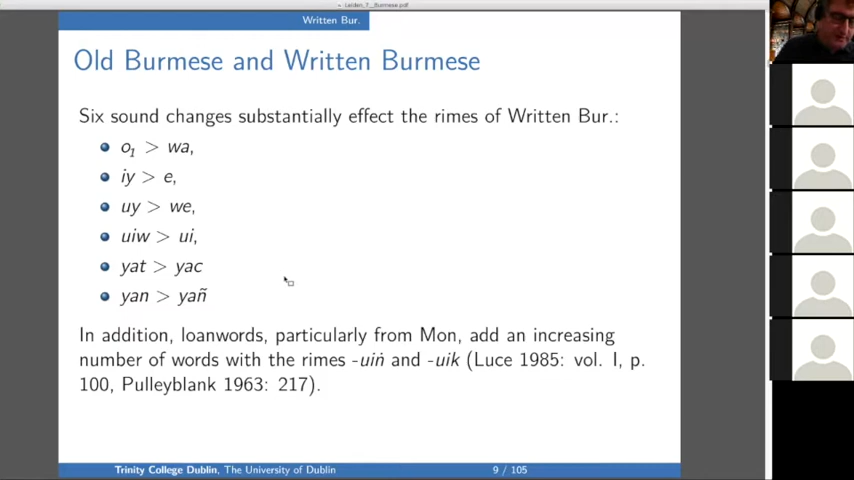 Leiden_7__Burmese.pdf
Written Bur.
Old Burmese and Written Burmese
Six sound changes substantially effect the rimes of Written Bur.:
o₁ > wa,
iy > e,
uy > we,
uiw > ui,
yat > yac
yan > yañ
In addition, loanwords, particularly from Mon, add an increasing
number of words with the rimes -uiṅ and -uik (Luce 1985: vol. I, p.
100, Pulleyblank 1963: 217).
Trinity College Dublin, The University of Dublin
9 / 105